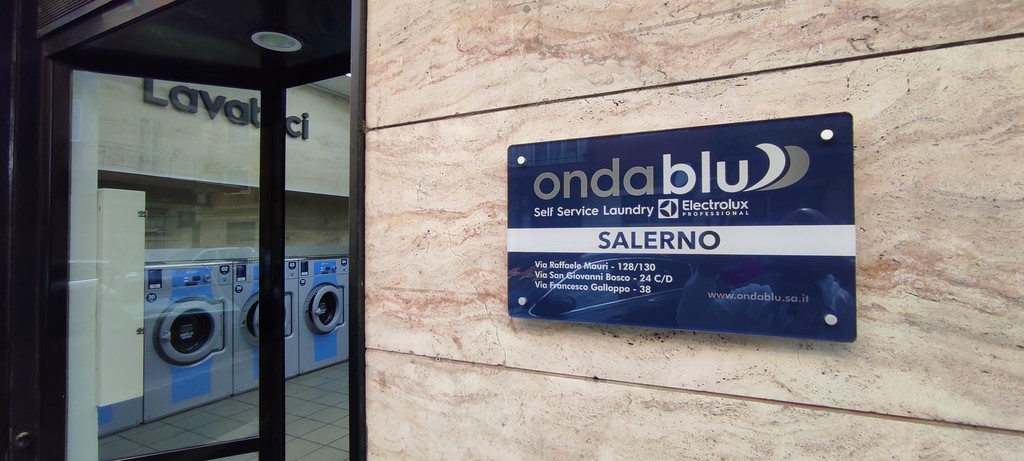 Lavatrici
ondablu
Self Service Laundry Electrolux
PROFESSIONAL
SALERNO
Via Raffaele Mauri - 128/130
Via San Giovanni Bosco - 24 C/D
Via Francesco Galloppo - 38
www.ondablu.sa.it